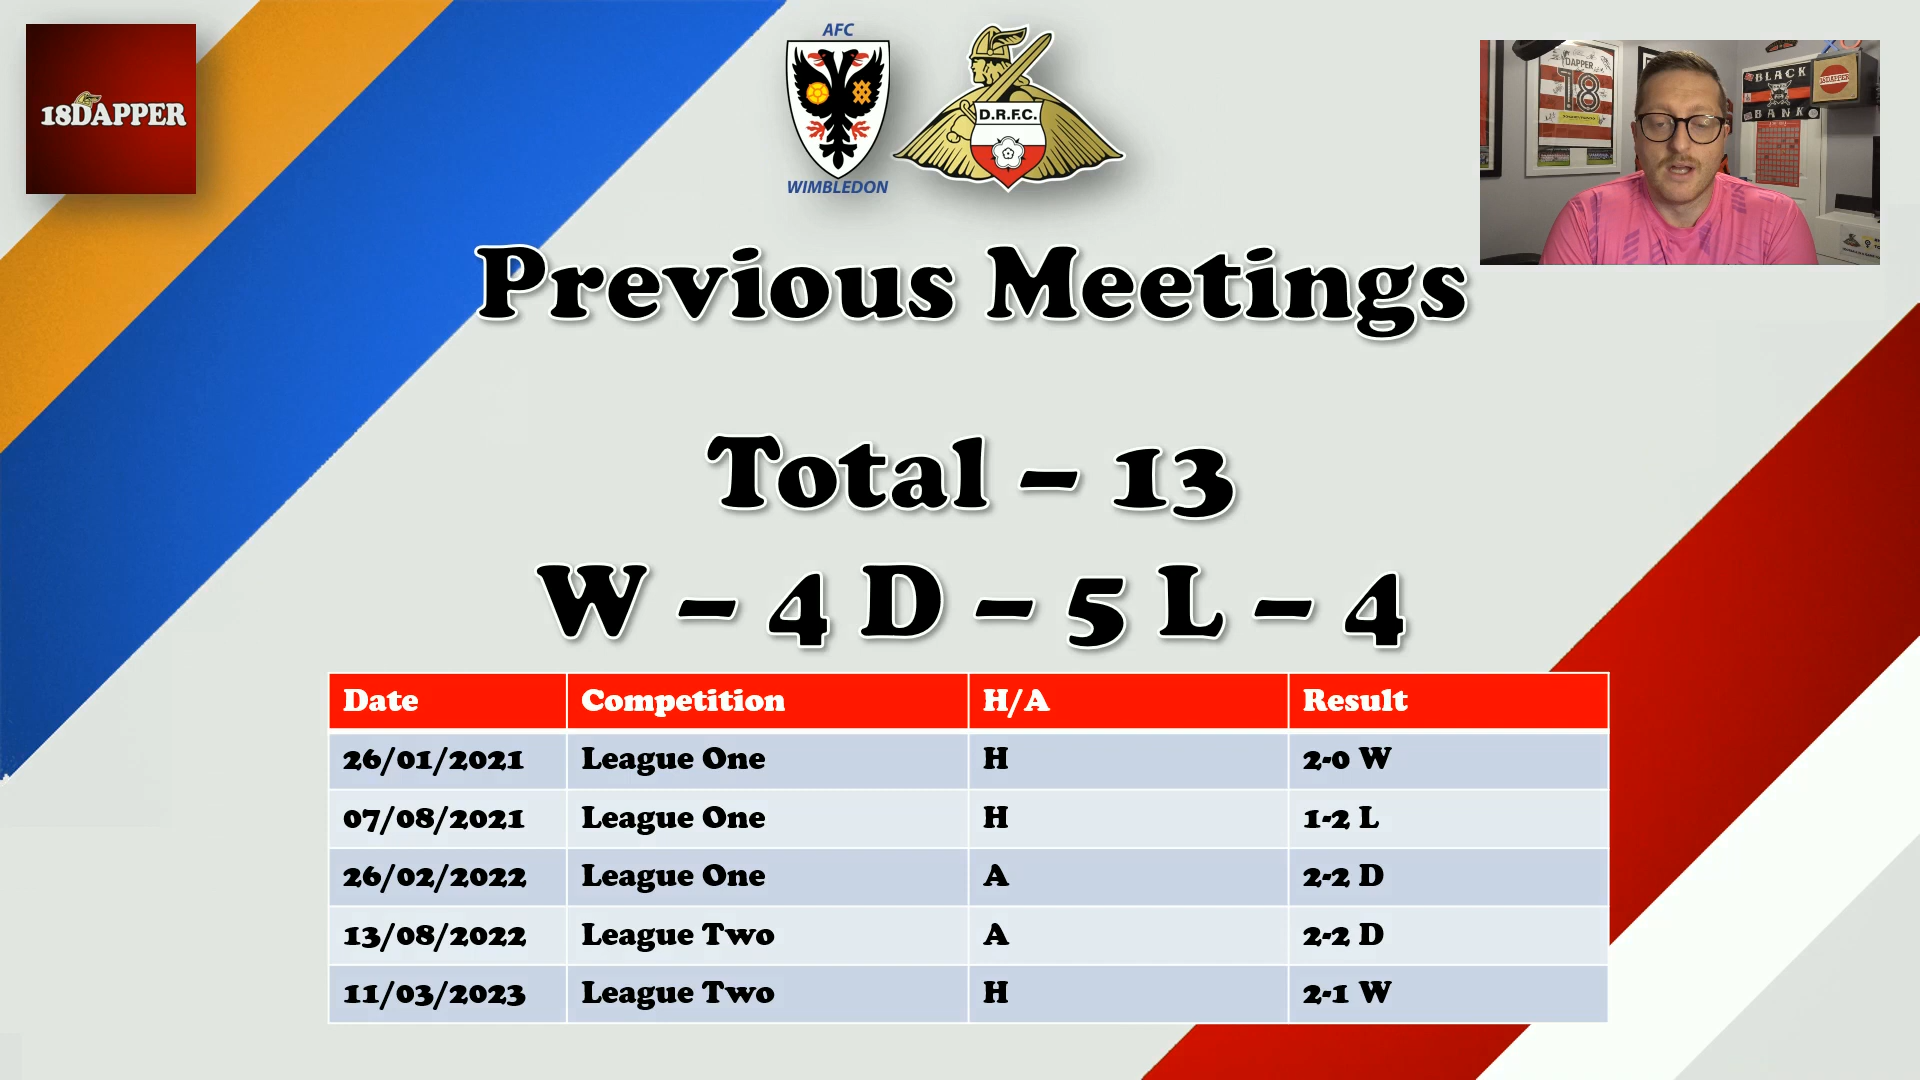 18DAPPER
AFC
WIMBLEDON
D.R.F.C.
DAPPER
18
BLACK
BANK
18DAPPER
Previous Meetings
Total – 13
W – 4 D – 5 L – 4
Date Competition H/A Result
26/01/2021 League One H 2-0 W
07/08/2021 League One H 1-2 L
26/02/2022 League One A 2-2 D
13/08/2022 League Two A 2-2 D
11/03/2023 League Two H 2-1 W